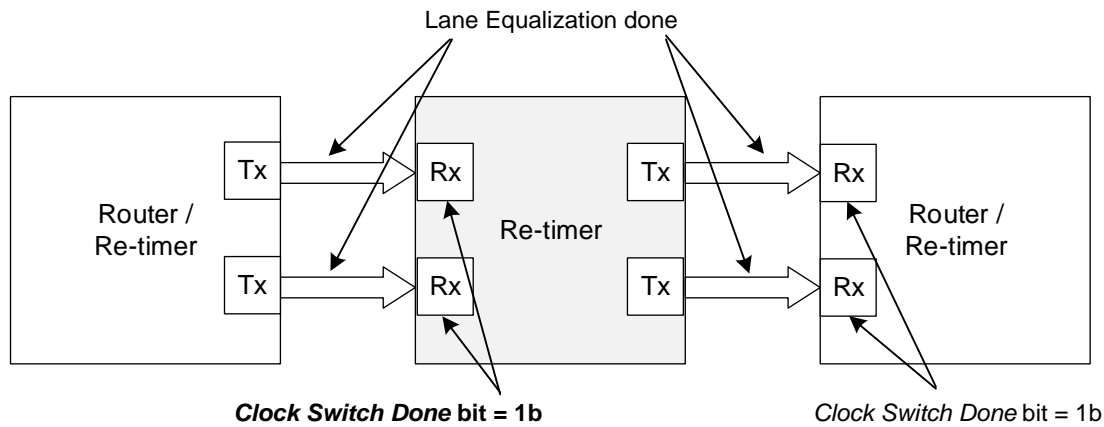 Lane Equalization done
Tx
Rx
Tx
Rx
Router /
Re-timer
Re-timer
Router /
Re-timer
Tx
Rx
Tx
Rx
Clock Switch Done bit = 1b
Clock Switch Done bit = 1b